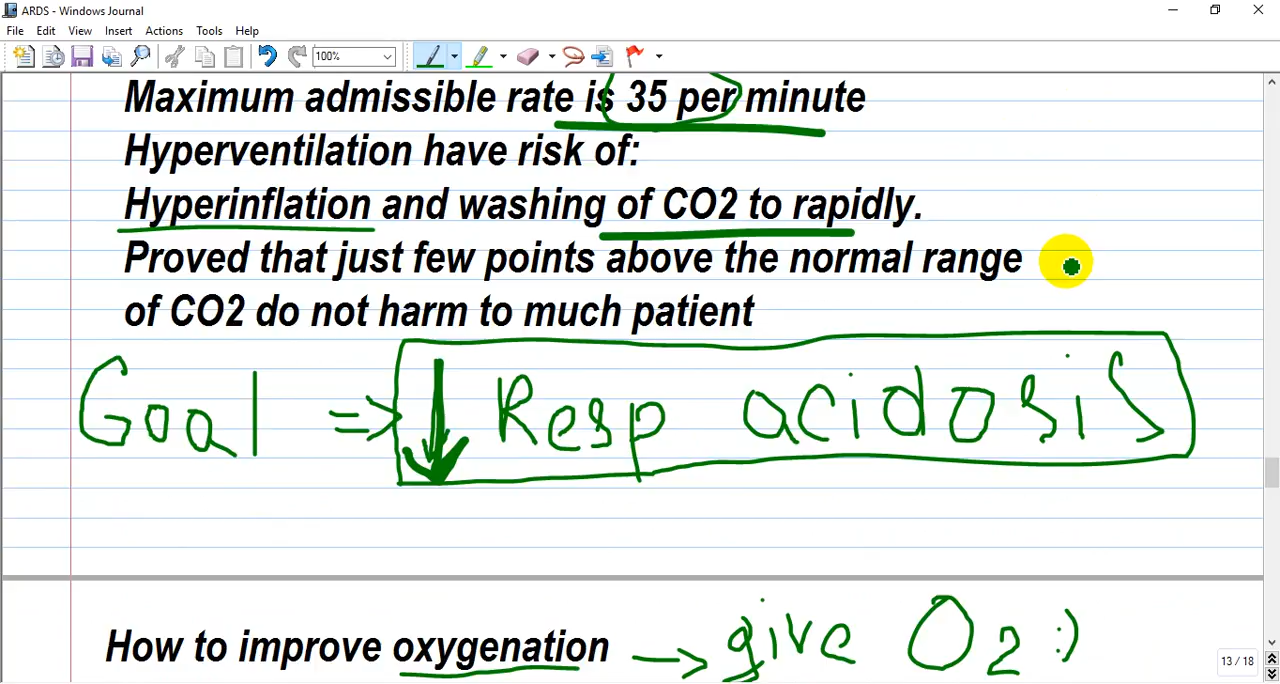 ARDS - Windows Journal
File Edit View Insert Actions Tools Help
100%
Maximum admissible rate is 35 per minute
Hyperventilation have risk of:
Hyperinflation and washing of CO2 to rapidly.
Proved that just few points above the normal range
of CO2 do not harm to much patient
Goal => ↓ Resp acidosis
How to improve oxygenation → give O2 :)
13 / 18